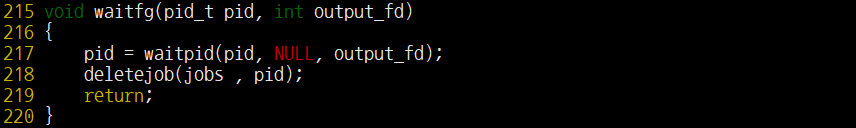 215 void waitfg(pid_t pid, int output_fd)
216 {
217     pid = waitpid(pid, NULL, output_fd);
218     deletejob(jobs , pid);
219     return;
220 }